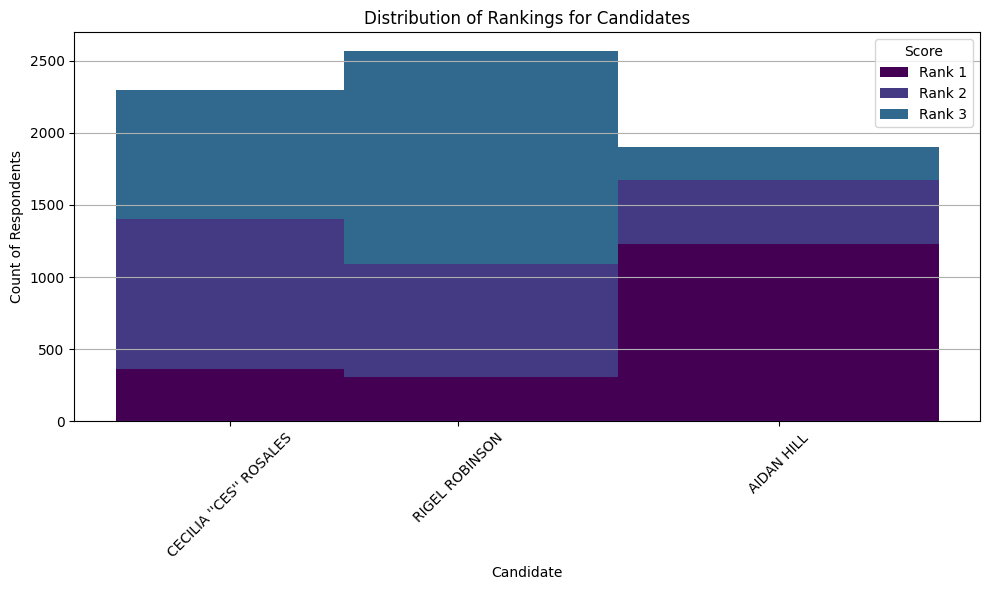 Distribution of Rankings for Candidates
Score
Rank 1
Rank 2
Rank 3
Count of Respondents
2500
2000
1500
1000
500
0
CECILIA ''CES'' ROSALES
RIGEL ROBINSON
AIDAN HILL
Candidate